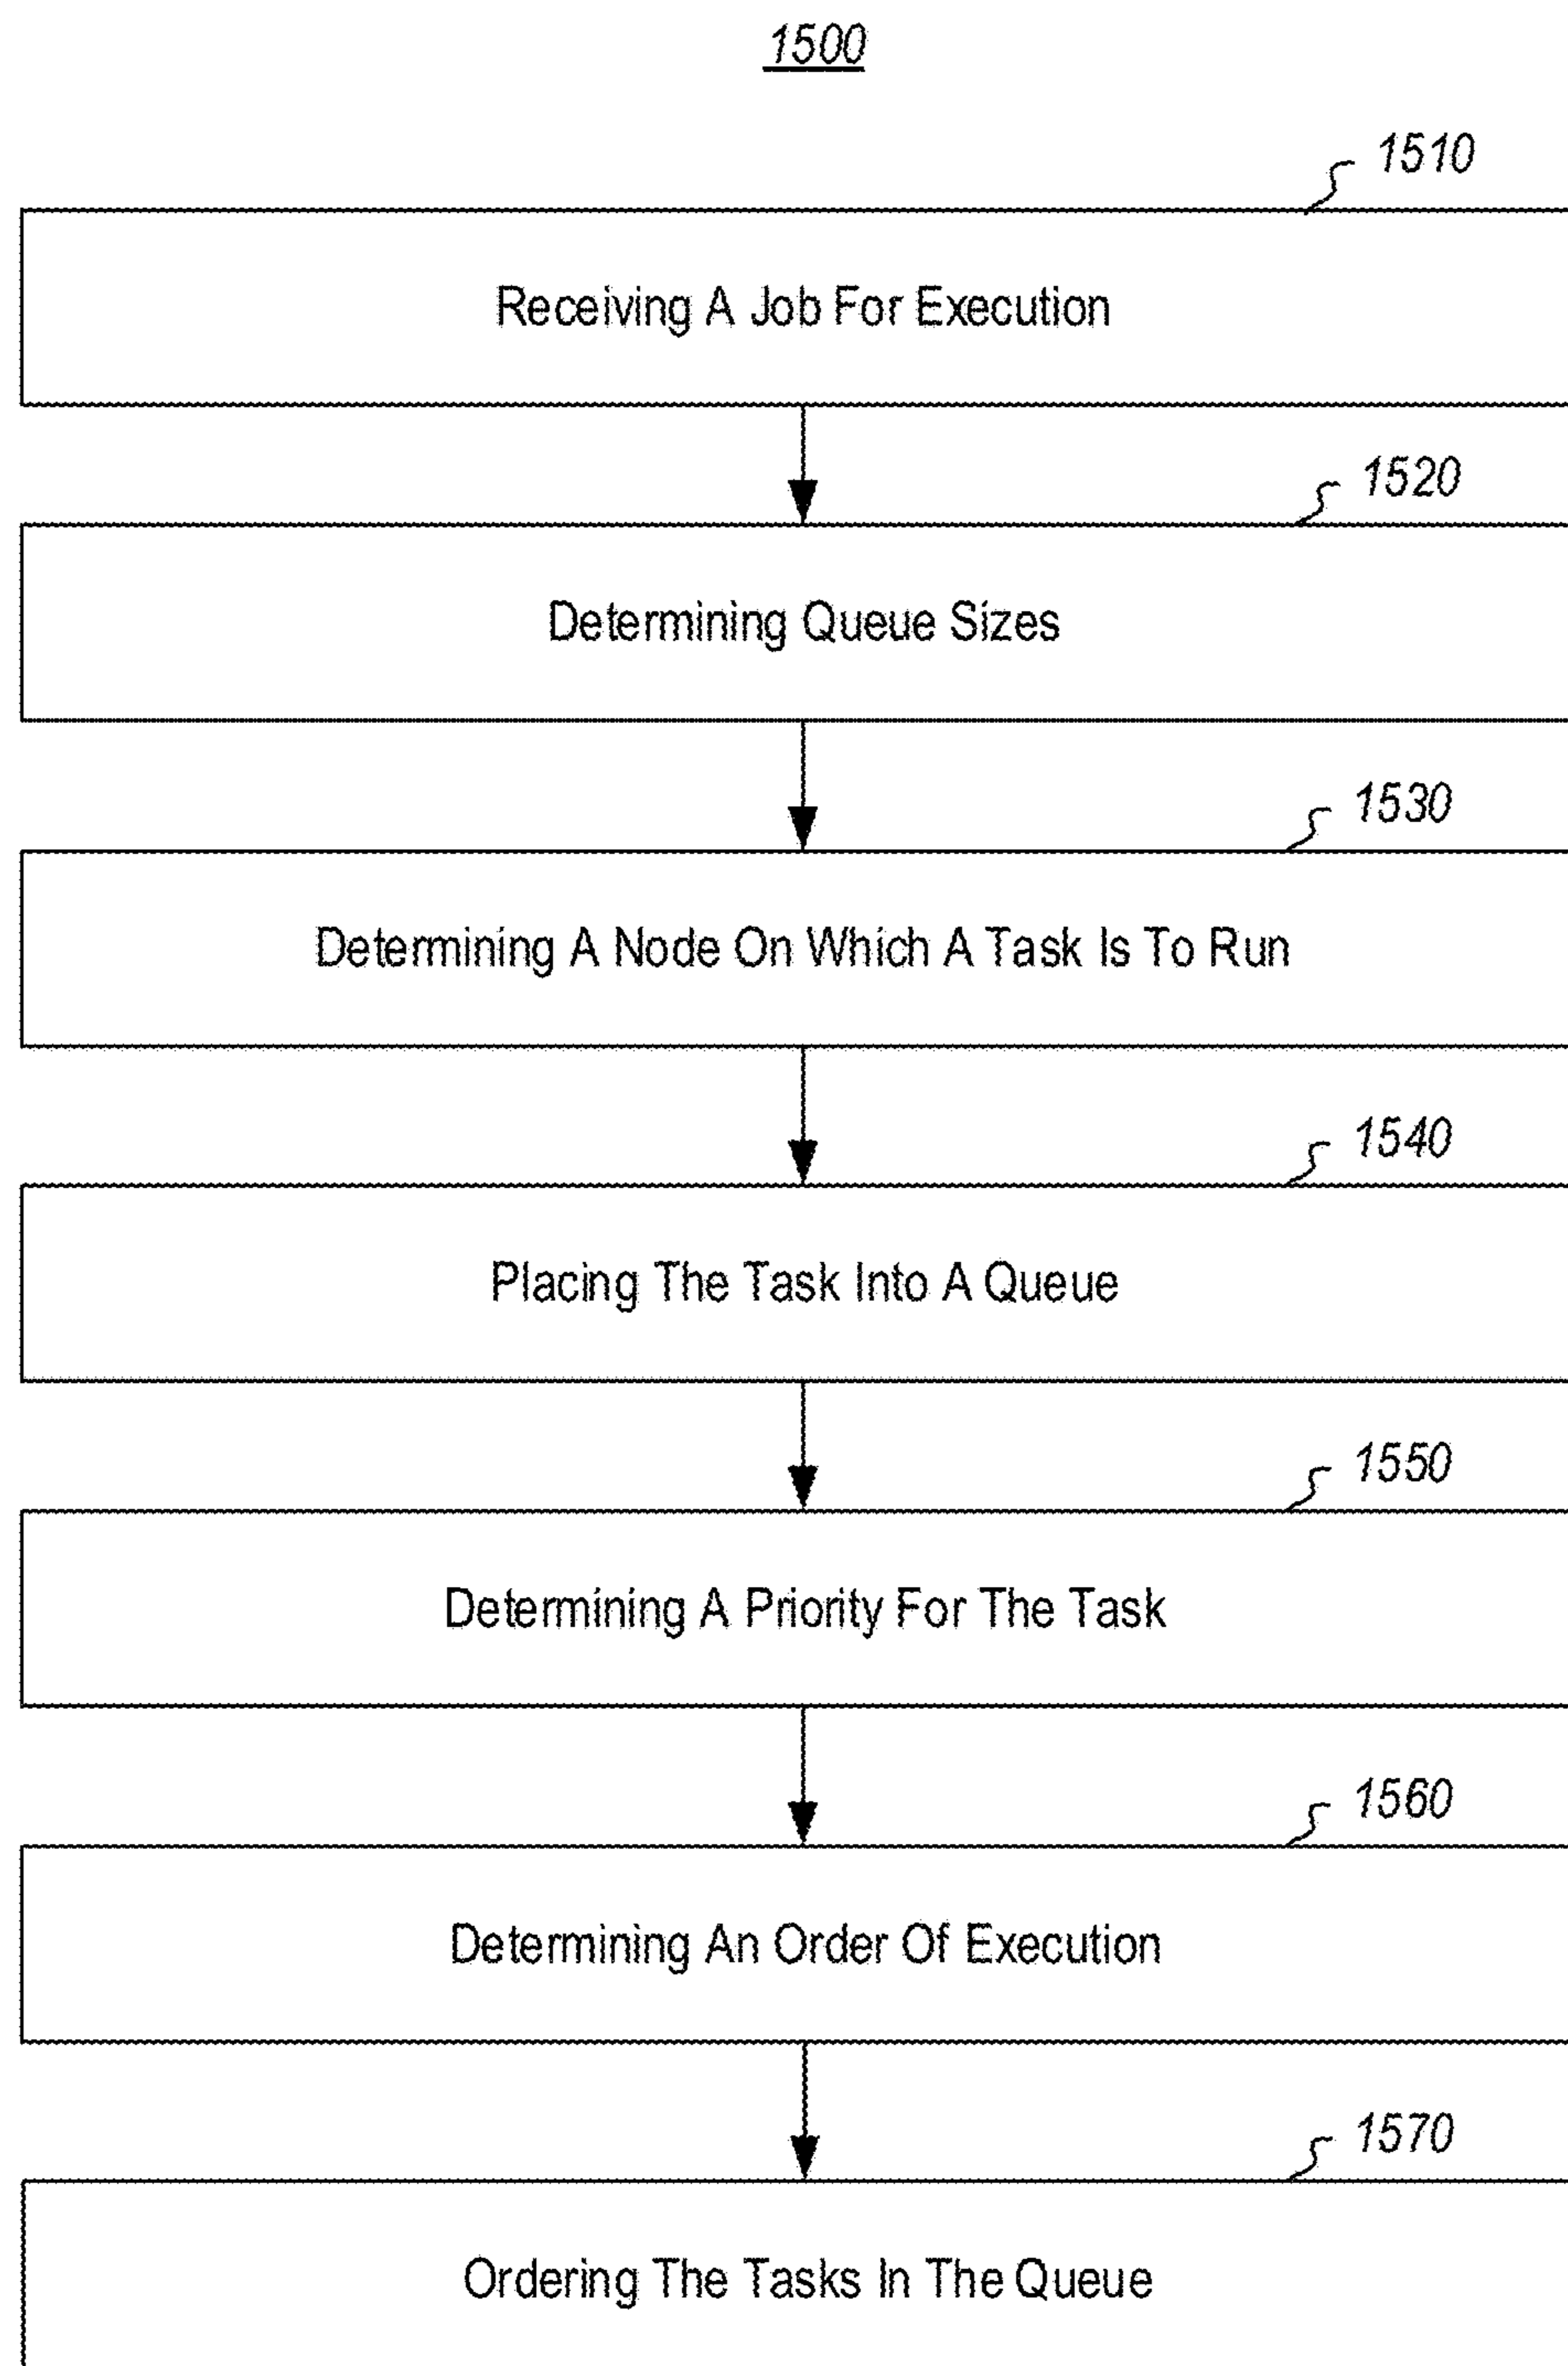 1500
1510
Receiving A Job For Execution
1520
Determining Queue Sizes
1530
Determining A Node On Which A Task Is To Run
1540
Placing The Task Into A Queue
1550
Determining A Priority For The Task
1560
Determining An Order Of Execution
1570
Ordering The Tasks In The Queue